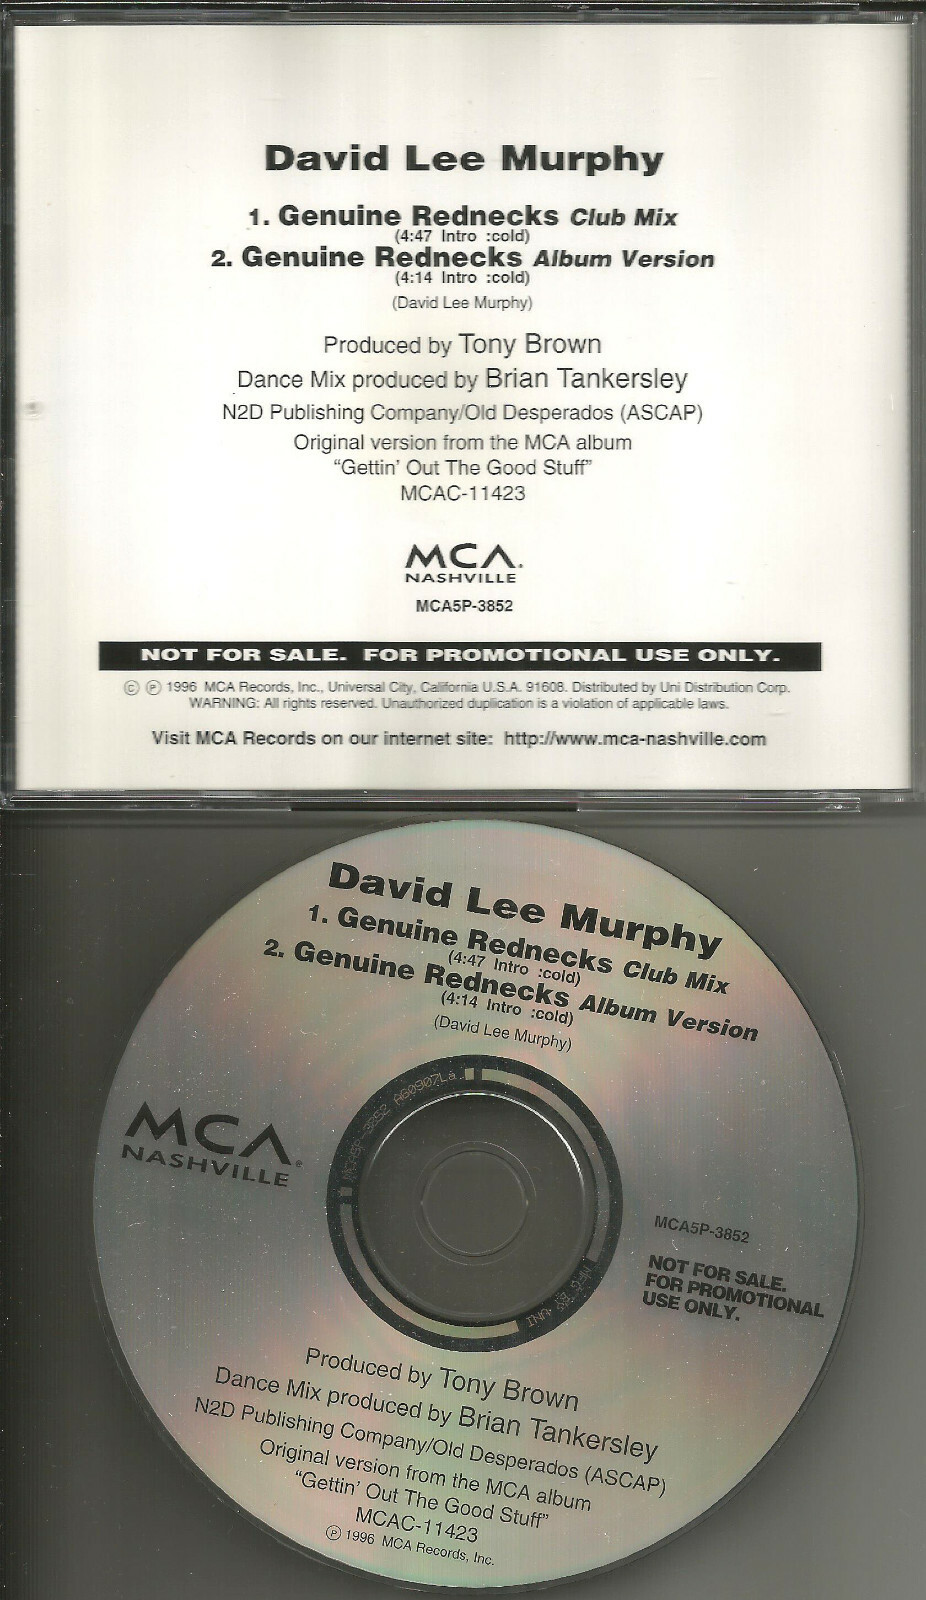 David Lee Murphy
1. Genuine Rednecks Club Mix
(4:47 Intro :cold)
2. Genuine Rednecks Album Version
(4:14 Intro :cold)
(David Lee Murphy)
Produced by Tony Brown
Dance Mix produced by Brian Tankersley
N2D Publishing Company/Old Desperados (ASCAP)
Original version from the MCA album
“Gettin’ Out The Good Stuff”
MCAC-11423
MCA®
NASHVILLE
MCA5P-3852
NOT FOR SALE. FOR PROMOTIONAL USE ONLY.
© ℗ 1996 MCA Records, Inc., Universal City, California U.S.A. 91608. Distributed by Uni Distribution Corp.
WARNING: All rights reserved. Unauthorized duplication is a violation of applicable laws.
Visit MCA Records on our internet site: http://www.mca-nashville.com
David Lee Murphy
1. Genuine Rednecks Club Mix
(4:47 Intro :cold)
2. Genuine Rednecks Album Version
(4:14 Intro :cold)
(David Lee Murphy)
MCA5P 3852
MCA®
NASHVILLE
MCA5P-3852
NOT FOR SALE.
FOR PROMOTIONAL
USE ONLY.
MFG BY UNI
Produced by Tony Brown
Dance Mix produced by Brian Tankersley
N2D Publishing Company/Old Desperados (ASCAP)
Original version from the MCA album
“Gettin’ Out The Good Stuff”
MCAC-11423
℗ 1996 MCA Records, Inc.